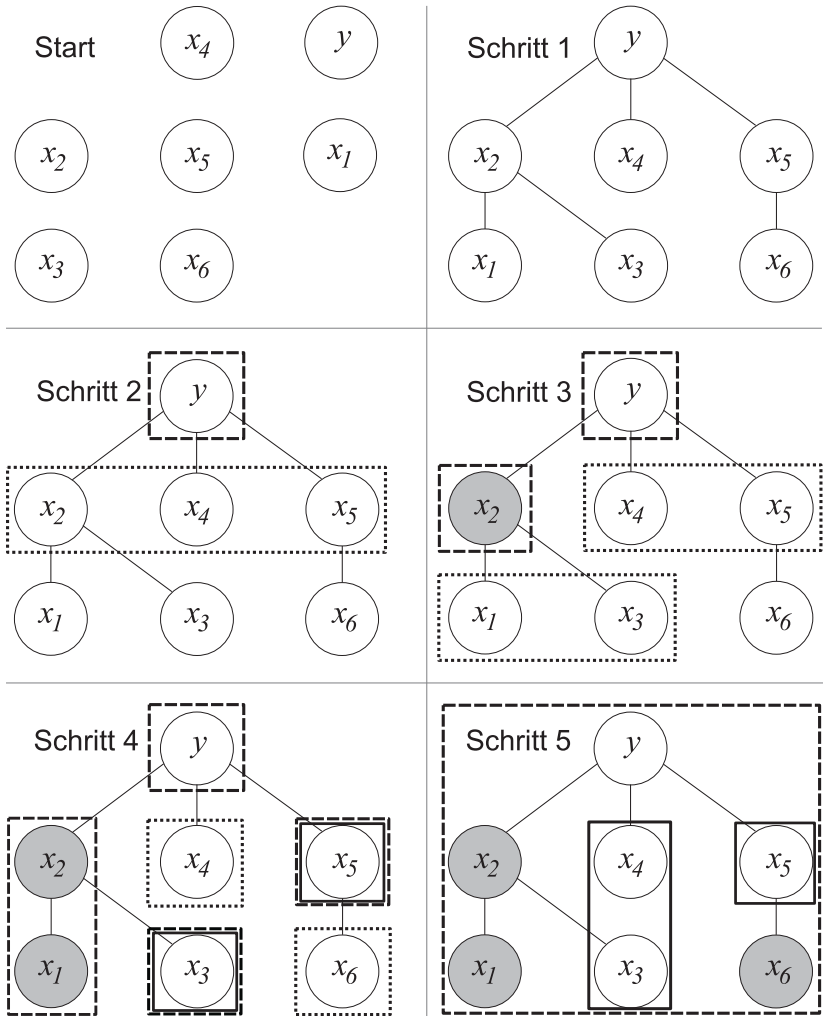 Start x4 y
x2 x5 x1
x3 x6
Schritt 1 y
x2 x4 x5
x1 x3 x6
Schritt 2 y
x2 x4 x5
x1 x3 x6
Schritt 3 y
x2 x4 x5
x1 x3 x6
Schritt 4 y
x2 x4 x5
x1 x3 x6
Schritt 5 y
x2 x4 x5
x1 x3 x6